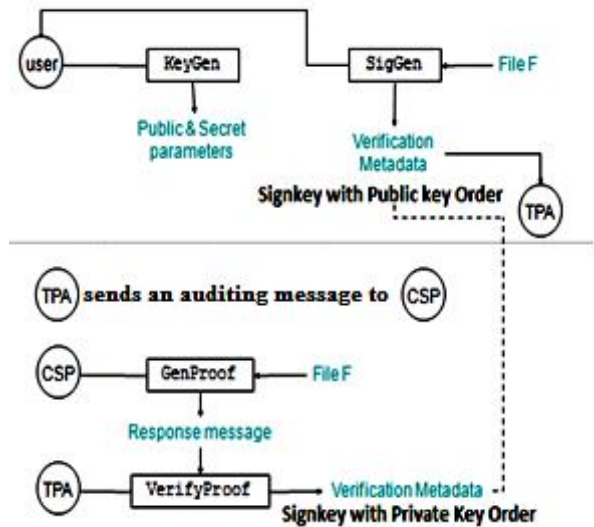 user
KeyGen
SigGen
File F
Public & Secret
parameters
Verification
Metadata
Signkey with Public key Order
TPA
TPA sends an auditing message to CSP
CSP
GenProof
File F
Response message
TPA
VerifyProof
Verification Metadata
Signkey with Private Key Order